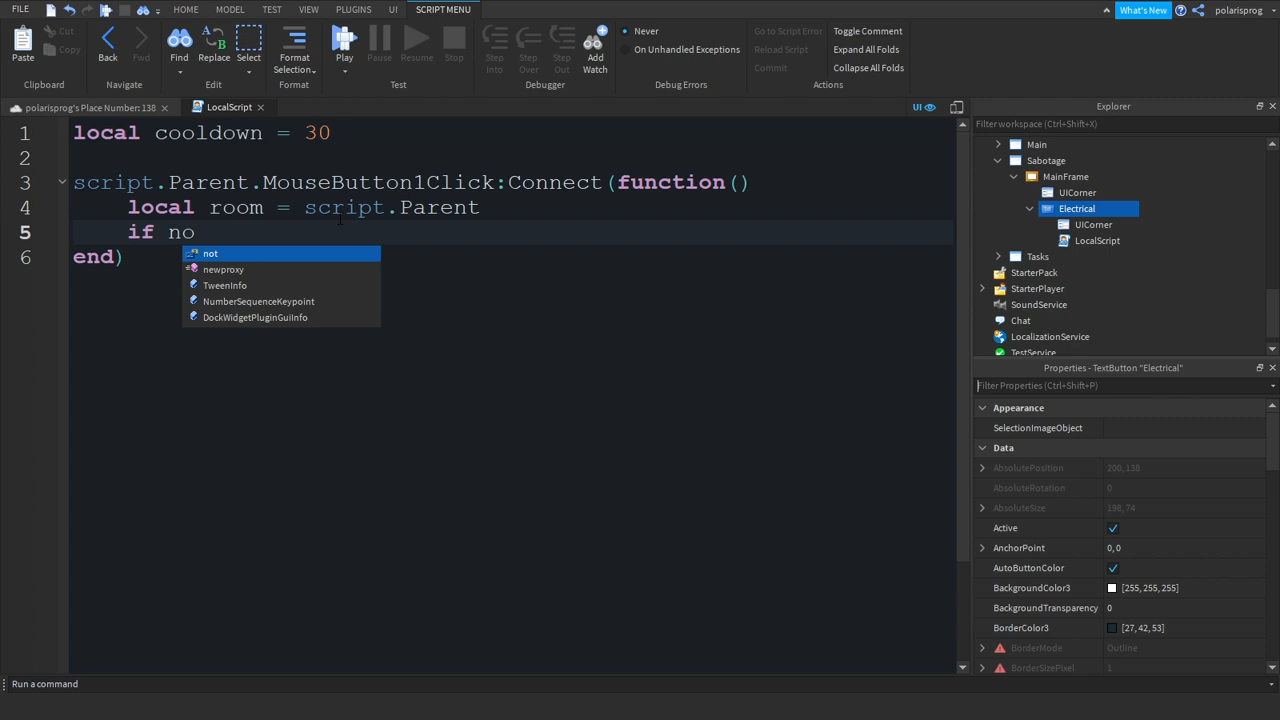 FILE HOME MODEL TEST VIEW PLUGINS UI SCRIPT MENU What's New polarisprog
Paste Cut Copy Back Fwd Find Replace Select Format Selection Play Pause Resume Stop Step Into Step Over Step Out Add Watch Never On Unhandled Exceptions Go to Script Error Reload Script Commit Toggle Comment Expand All Folds Collapse All Folds
Clipboard Navigate Edit Format Test Debugger Debug Errors Actions
polarisprog's Place Number: 138 LocalScript UI
1 local cooldown = 30
2
3 script.Parent.MouseButton1Click:Connect(function()
4 local room = script.Parent
5 if no
6 end)
not
newproxy
TweenInfo
NumberSequenceKeypoint
DockWidgetPluginGuiInfo
Explorer
Filter workspace (Ctrl+Shift+X)
Main
Sabotage
MainFrame
UICorner
Electrical
UICorner
LocalScript
Tasks
StarterPack
StarterPlayer
SoundService
Chat
LocalizationService
TestService
Properties - TextButton "Electrical"
Filter Properties (Ctrl+Shift+P)
Appearance
SelectionImageObject
Data
AbsolutePosition 200, 138
AbsoluteRotation 0
AbsoluteSize 198, 74
Active
AnchorPoint 0, 0
AutoButtonColor
BackgroundColor3 [255, 255, 255]
BackgroundTransparency 0
BorderColor3 [27, 42, 53]
BorderMode Outline
BorderSizePixel 1
Run a command